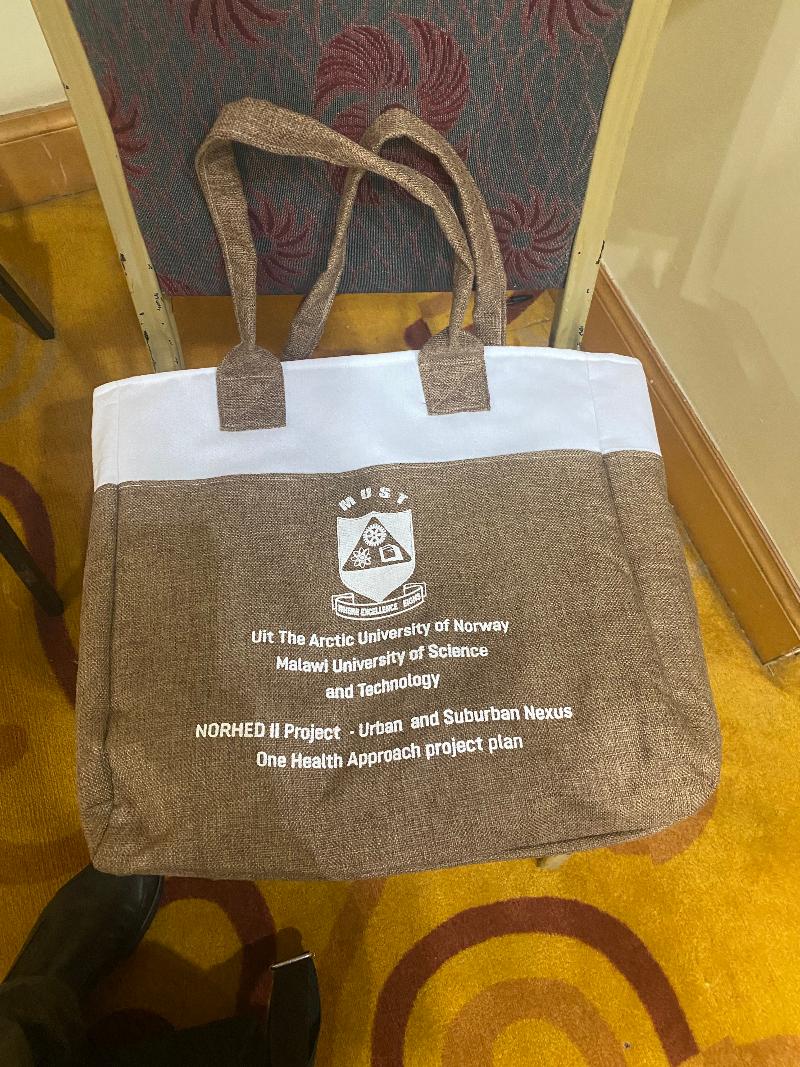 MUST
Uit The Arctic University of Norway
Malawi University of Science
and Technology
NORHED II Project - Urban and Suburban Nexus
One Health Approach project plan